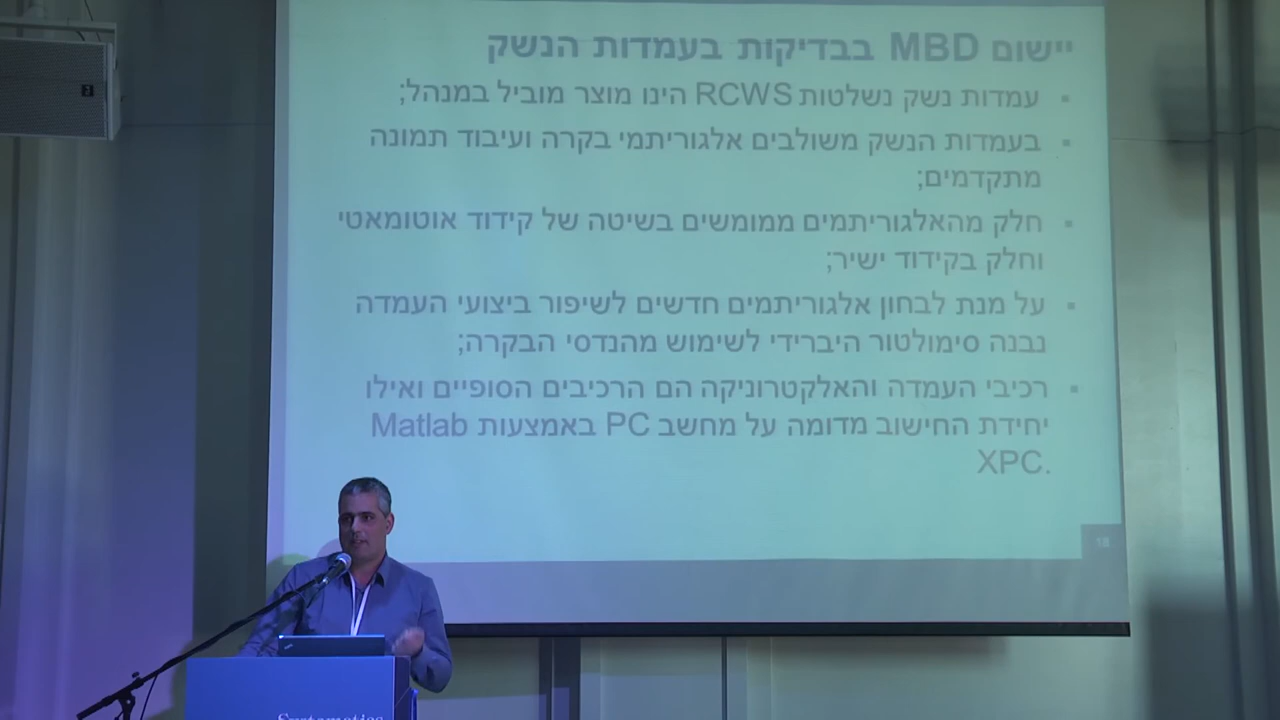 יישום MBD בבדיקות בעמדות הנשק
עמדות נשק נשלטות RCWS הינו מוצר מוביל במנהל;
בעמדות הנשק משולבים אלגוריתמי בקרה ועיבוד תמונה
מתקדמים;
חלק מהאלגוריתמים ממומשים בשיטה של קידוד אוטומאטי
וחלק בקידוד ישיר;
על מנת לבחון אלגוריתמים חדשים לשיפור ביצועי העמדה
נבנה סימולטור היברידי לשימוש מהנדסי הבקרה;
רכיבי העמדה והאלקטרוניקה הם הרכיבים הסופיים ואילו
יחידת החישוב מדומה על מחשב PC באמצעות Matlab
XPC.
18
Systematics